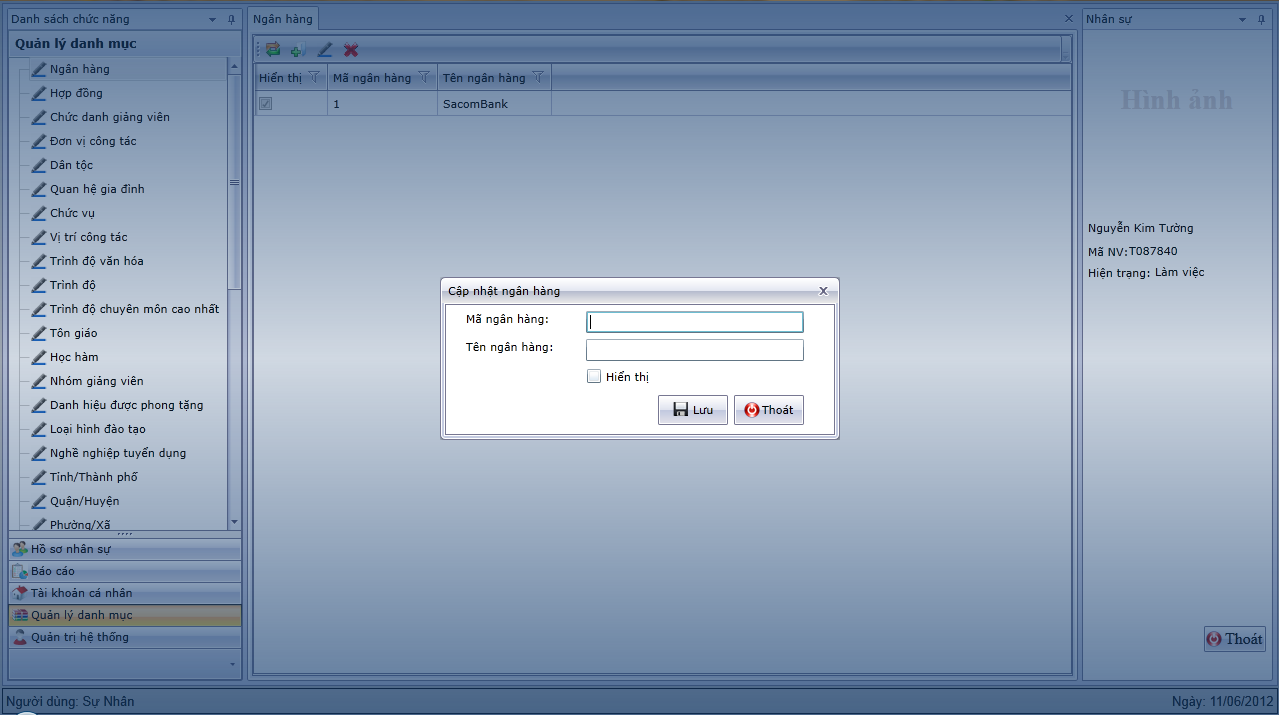 Danh sách chức năng
Quản lý danh mục
Ngân hàng
Hợp đồng
Chức danh giảng viên
Đơn vị công tác
Dân tộc
Quan hệ gia đình
Chức vụ
Vị trí công tác
Trình độ văn hóa
Trình độ
Trình độ chuyên môn cao nhất
Tôn giáo
Học hàm
Nhóm giảng viên
Danh hiệu được phong tặng
Loại hình đào tạo
Nghề nghiệp tuyển dụng
Tỉnh/Thành phố
Quận/Huyện
Phường/Xã
Hồ sơ nhân sự
Báo cáo
Tài khoản cá nhân
Quản lý danh mục
Quản trị hệ thống
Ngân hàng
Hiển thị Mã ngân hàng Tên ngân hàng
1 SacomBank
Cập nhật ngân hàng
Mã ngân hàng:
Tên ngân hàng:
Hiển thị
Lưu Thoát
Nhân sự
Hình ảnh
Nguyễn Kim Tường
Mã NV:T087840
Hiện trạng: Làm việc
Thoát
Người dùng: Sự Nhân
Ngày: 11/06/2012